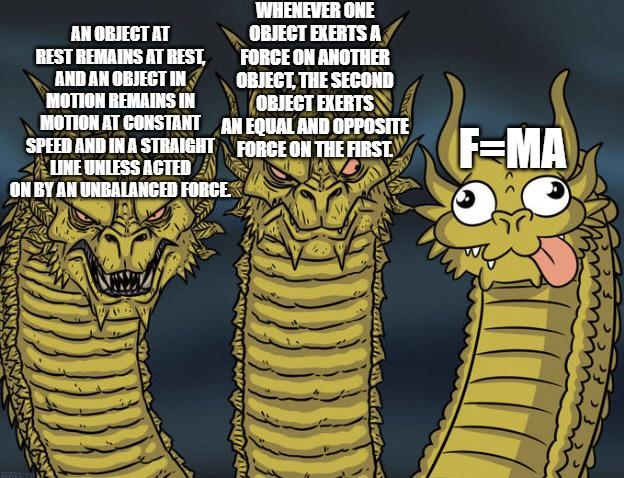 AN OBJECT AT
REST REMAINS AT REST,
AND AN OBJECT IN
MOTION REMAINS IN
MOTION AT CONSTANT
SPEED AND IN A STRAIGHT
LINE UNLESS ACTED
ON BY AN UNBALANCED FORCE.
WHENEVER ONE
OBJECT EXERTS A
FORCE ON ANOTHER
OBJECT, THE SECOND
OBJECT EXERTS
AN EQUAL AND OPPOSITE
FORCE ON THE FIRST.
F=MA